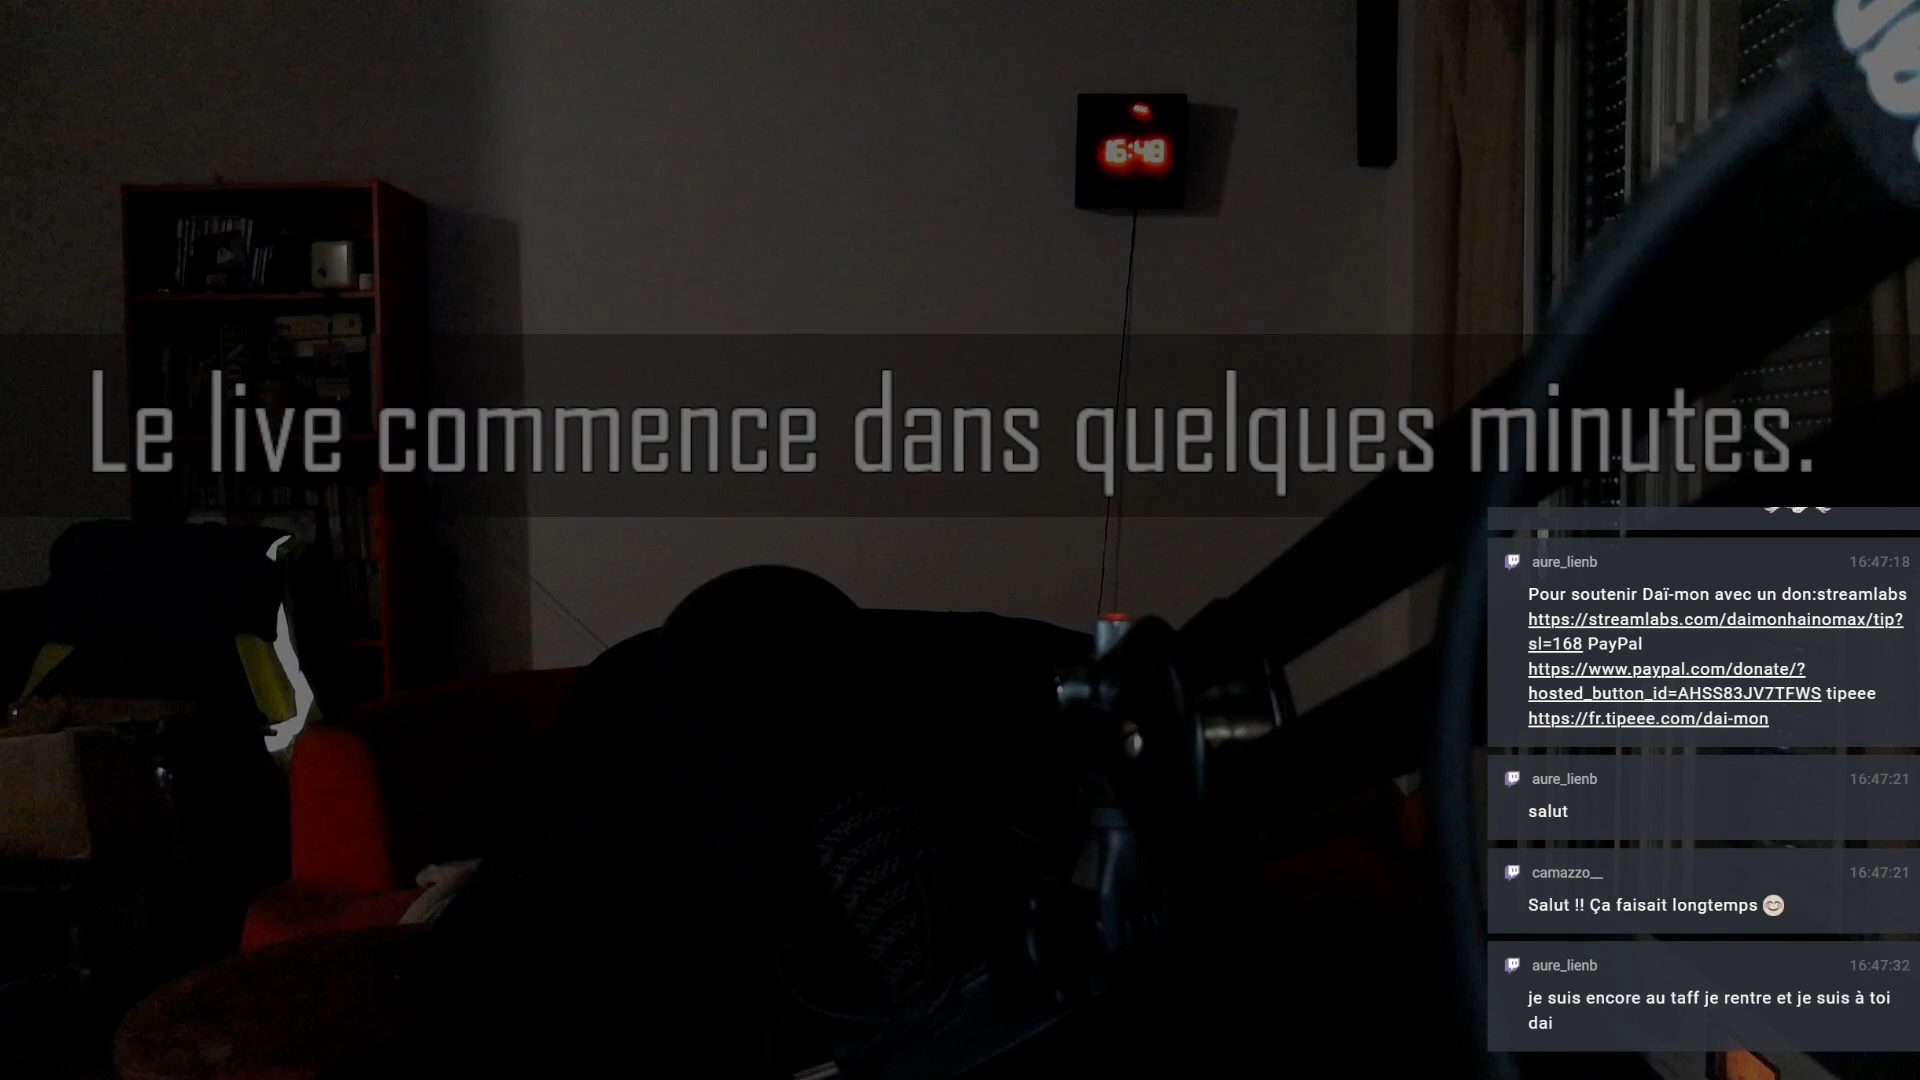 16:48
Le live commence dans quelques minutes.
aure_lienb 16:47:18
Pour soutenir Daï-mon avec un don:streamlabs
https://streamlabs.com/daimonhainomax/tip?
sl=168 PayPal
https://www.paypal.com/donate/?
hosted_button_id=AHSS83JV7TFWS tipeee
https://fr.tipeee.com/dai-mon
aure_lienb 16:47:21
salut
camazzo__ 16:47:21
Salut !! Ça faisait longtemps
aure_lienb 16:47:32
je suis encore au taff je rentre et je suis à toi
dai